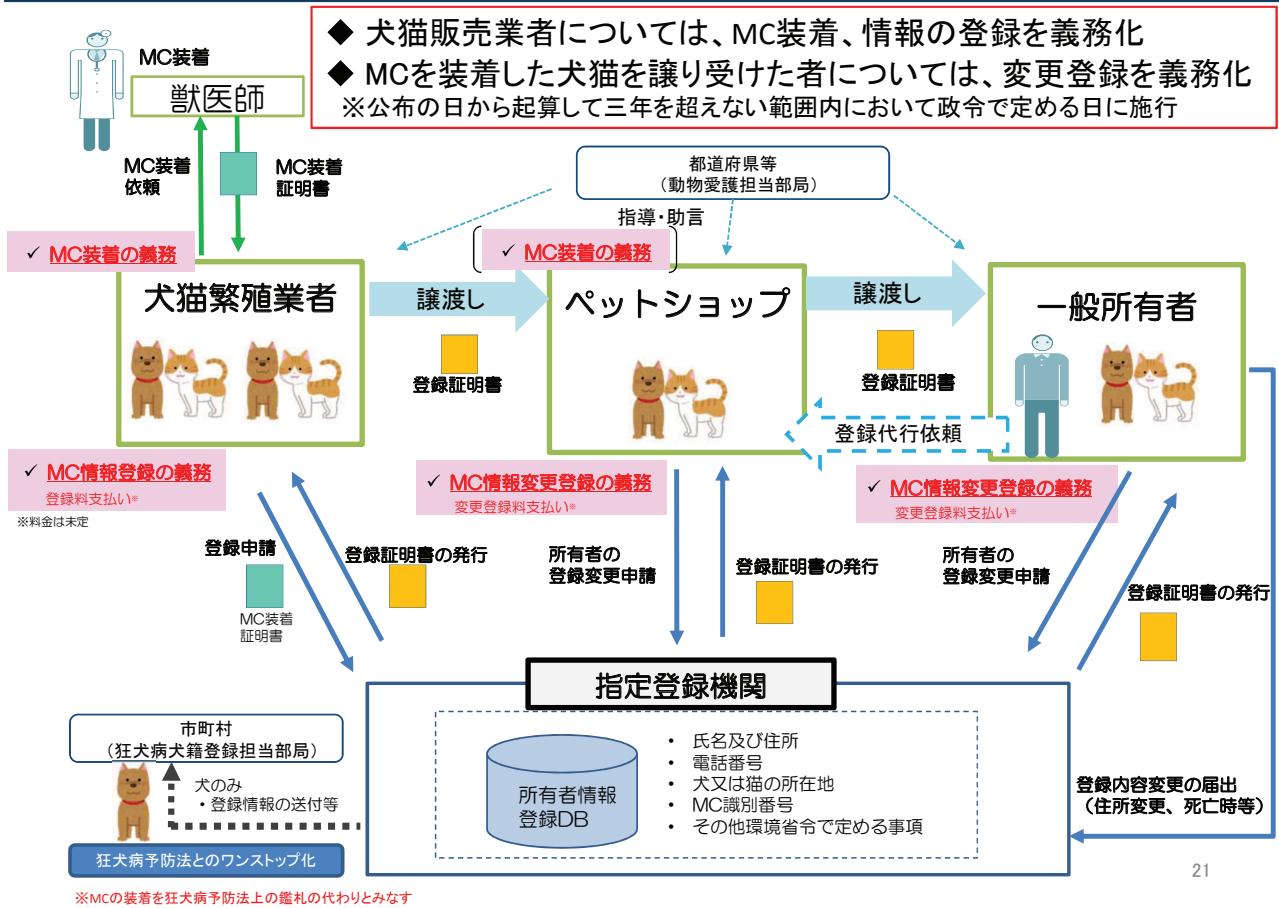 ◆ 犬猫販売業者については、MC装着、情報の登録を義務化
◆ MCを装着した犬猫を譲り受けた者については、変更登録を義務化
※公布の日から起算して三年を超えない範囲内において政令で定める日に施行
MC装着
獣医師
MC装着
依頼
MC装着
証明書
都道府県等
（動物愛護担当部局）
指導・助言
✓ MC装着の義務
✓ MC装着の義務
犬猫繁殖業者
譲渡し
登録証明書
ペットショップ
譲渡し
登録証明書
一般所有者
登録代行依頼
✓ MC情報登録の義務
登録料支払い※
※料金は未定
✓ MC情報変更登録の義務
変更登録料支払い※
✓ MC情報変更登録の義務
変更登録料支払い※
登録申請
MC装着
証明書
登録証明書の発行
所有者の
登録変更申請
登録証明書の発行
所有者の
登録変更申請
登録証明書の発行
指定登録機関
所有者情報
登録DB
• 氏名及び住所
• 電話番号
• 犬又は猫の所在地
• MC識別番号
• その他環境省令で定める事項
登録内容変更の届出
（住所変更、死亡時等）
市町村
（狂犬病犬籍登録担当部局）
犬のみ
・登録情報の送付等
狂犬病予防法とのワンストップ化
※MCの装着を狂犬病予防法上の鑑札の代わりとみなす
21